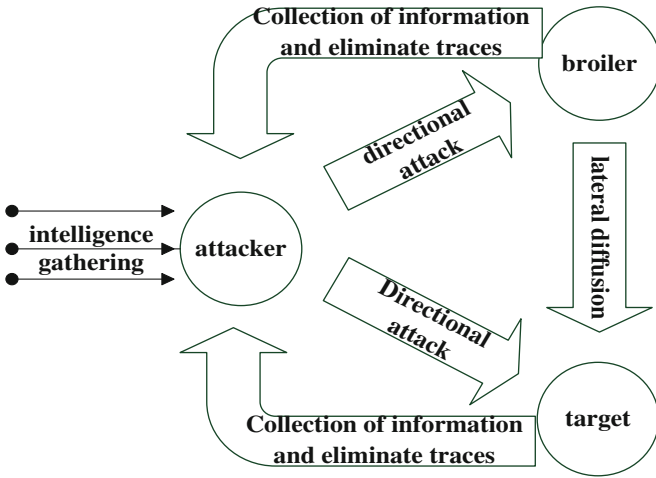 Collection of information
and eliminate traces
broiler
directional
attack
lateral diffusion
intelligence
gathering
attacker
Directional
attack
target
Collection of information
and eliminate traces